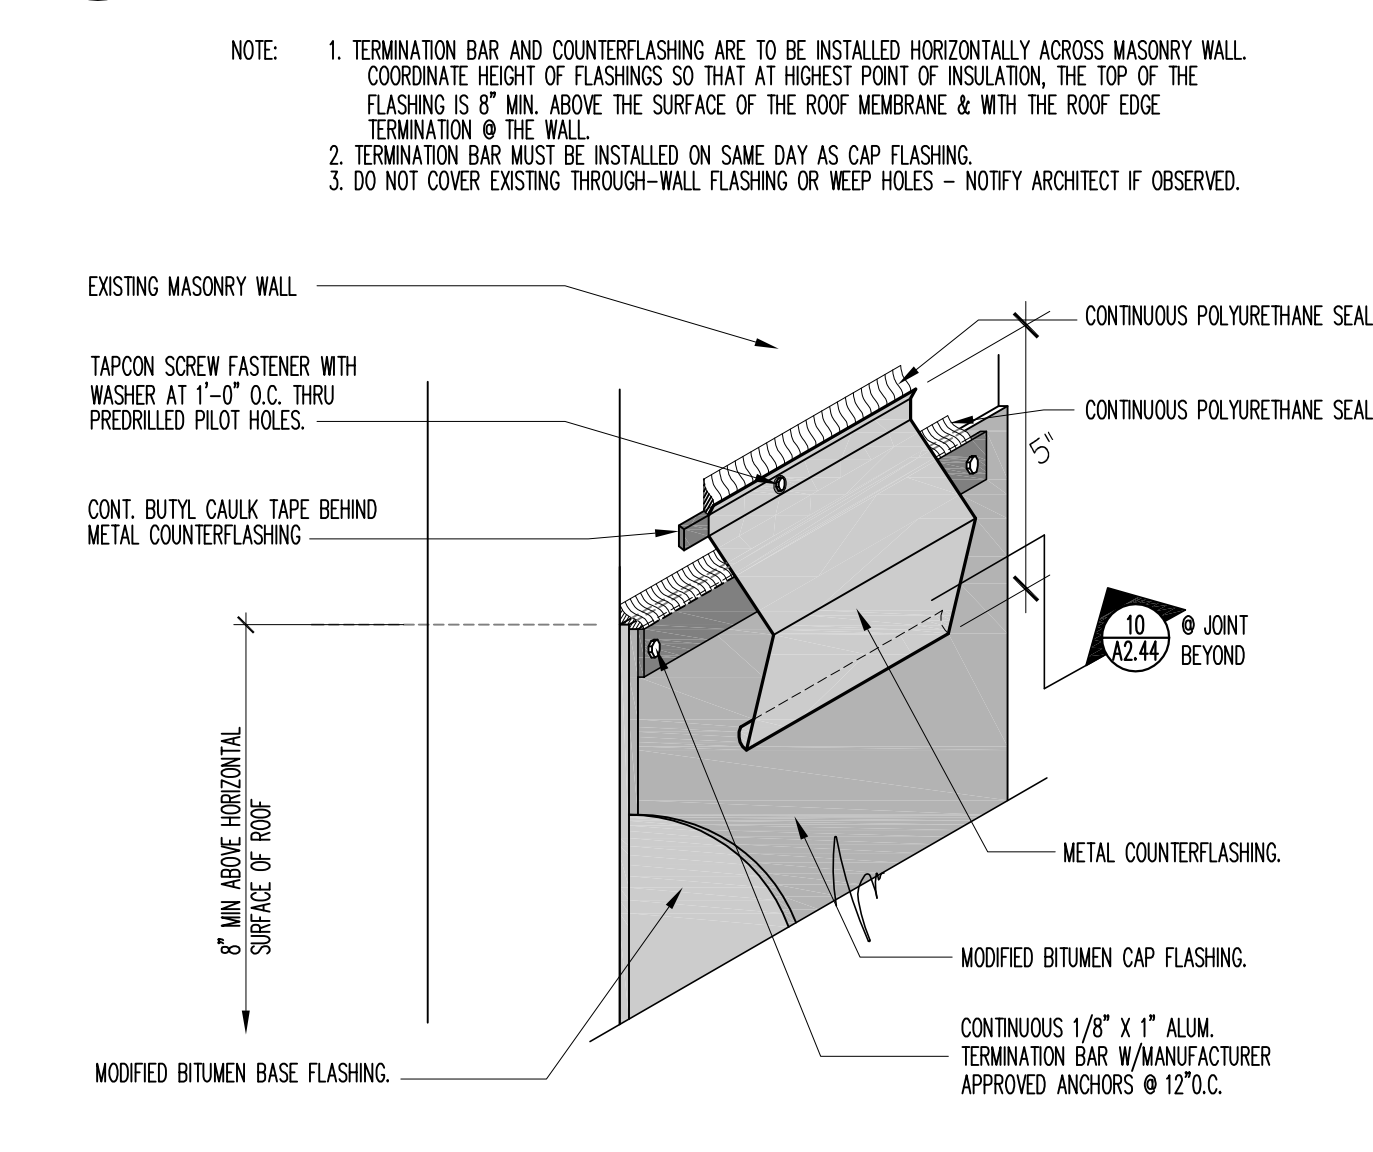 NOTE: 1. TERMINATION BAR AND COUNTERFLASHING ARE TO BE INSTALLED HORIZONTALLY ACROSS MASONRY WALL.
COORDINATE HEIGHT OF FLASHINGS SO THAT AT HIGHEST POINT OF INSULATION, THE TOP OF THE
FLASHING IS 8" MIN. ABOVE THE SURFACE OF THE ROOF MEMBRANE & WITH THE ROOF EDGE
TERMINATION @ THE WALL.
2. TERMINATION BAR MUST BE INSTALLED ON SAME DAY AS CAP FLASHING.
3. DO NOT COVER EXISTING THROUGH-WALL FLASHING OR WEEP HOLES - NOTIFY ARCHITECT IF OBSERVED.
EXISTING MASONRY WALL
TAPCON SCREW FASTENER WITH
WASHER AT 1'-0" O.C. THRU
PREDRILLED PILOT HOLES.
CONT. BUTYL CAULK TAPE BEHIND
METAL COUNTERFLASHING
8" MIN ABOVE HORIZONTAL
SURFACE OF ROOF
MODIFIED BITUMEN BASE FLASHING.
CONTINUOUS POLYURETHANE SEAL
CONTINUOUS POLYURETHANE SEAL
5"
10
A2.44
@ JOINT
BEYOND
METAL COUNTERFLASHING.
MODIFIED BITUMEN CAP FLASHING.
CONTINUOUS 1/8" X 1" ALUM.
TERMINATION BAR W/MANUFACTURER
APPROVED ANCHORS @ 12"O.C.